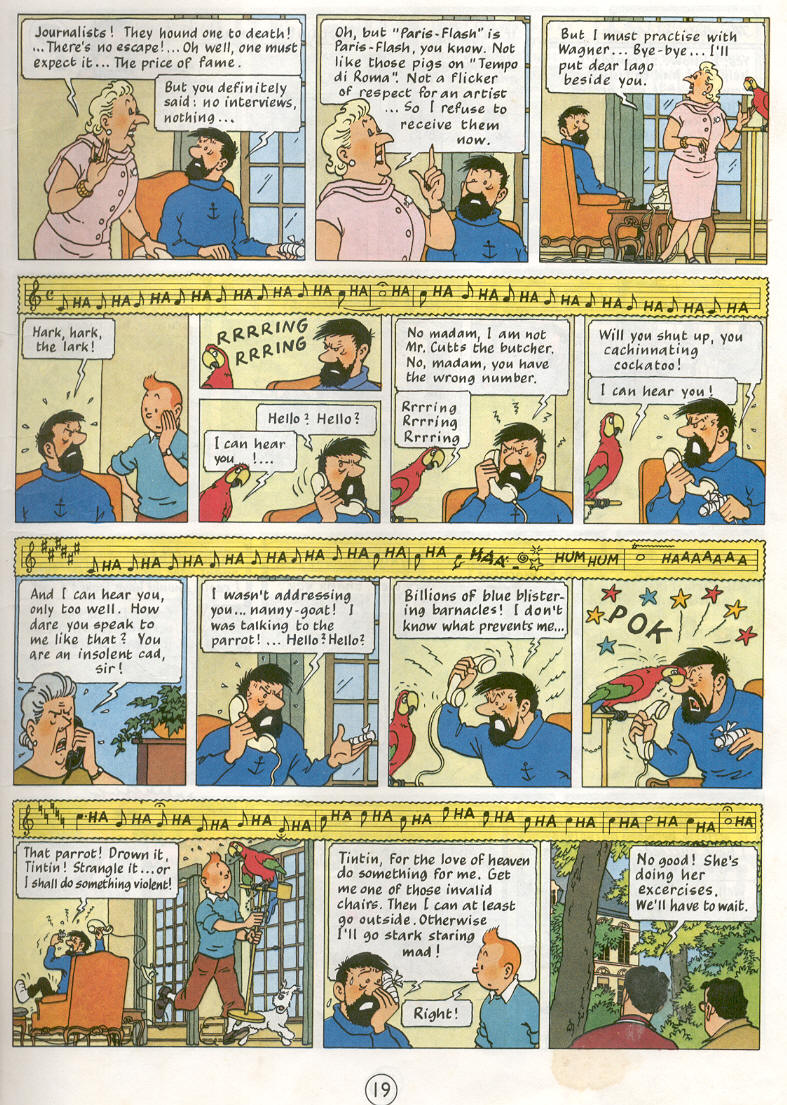 Journalists! They hound one to death!
...There's no escape!...Oh well, one must
expect it... The price of fame.
But you definitely
said: no interviews,
nothing...
Oh, but "Paris-Flash" is
Paris-Flash, you know. Not
like those pigs on "Tempo
di Roma". Not a flicker
of respect for an artist
...So I refuse to
receive them
now.
But I must practise with
Wagner... Bye-bye... I'll
put dear Iago
beside you.
HA HA HA HA HA HA HA HA HA HA HA HA HA HA HA HA
Hark, hark,
the lark!
RRRRING
RRRING
Hello? Hello?
I can hear
you !...
No madam, I am not
Mr. Cutts the butcher.
No, madam, you have
the wrong number.
Rrrring
Rrrring
Rrrring
Will you shut up, you
cachinnating
cockatoo!
I can hear you!
HA HA HA HA HA HA HA HA HA HAA... HUM HUM HAAAAAAA
And I can hear you,
only too well. How
dare you speak to
me like that? You
are an insolent cad,
sir!
I wasn't addressing
you... nanny-goat! I
was talking to the
parrot!... Hello? Hello?
Billions of blue blister-
ing barnacles! I don't
know what prevents me...
POK
HA HA HA HA HA HA HA HA HA HA HA HA HA HA HA HA HA
That parrot! Drown it,
Tintin! Strangle it...or
I shall do something violent!
Tintin, for the love of heaven
do something for me. Get
me one of those invalid
chairs. Then I can at least
go outside. Otherwise
I'll go stark staring
mad!
Right!
No good! She's
doing her
excercises.
We'll have to wait.
19